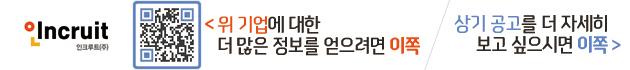 Incruit
인크루트(주)
< 위 기업에 대한
더 많은 정보를 얻으려면 이쪽
상기 공고를 더 자세히
보고 싶으시면 이쪽 >